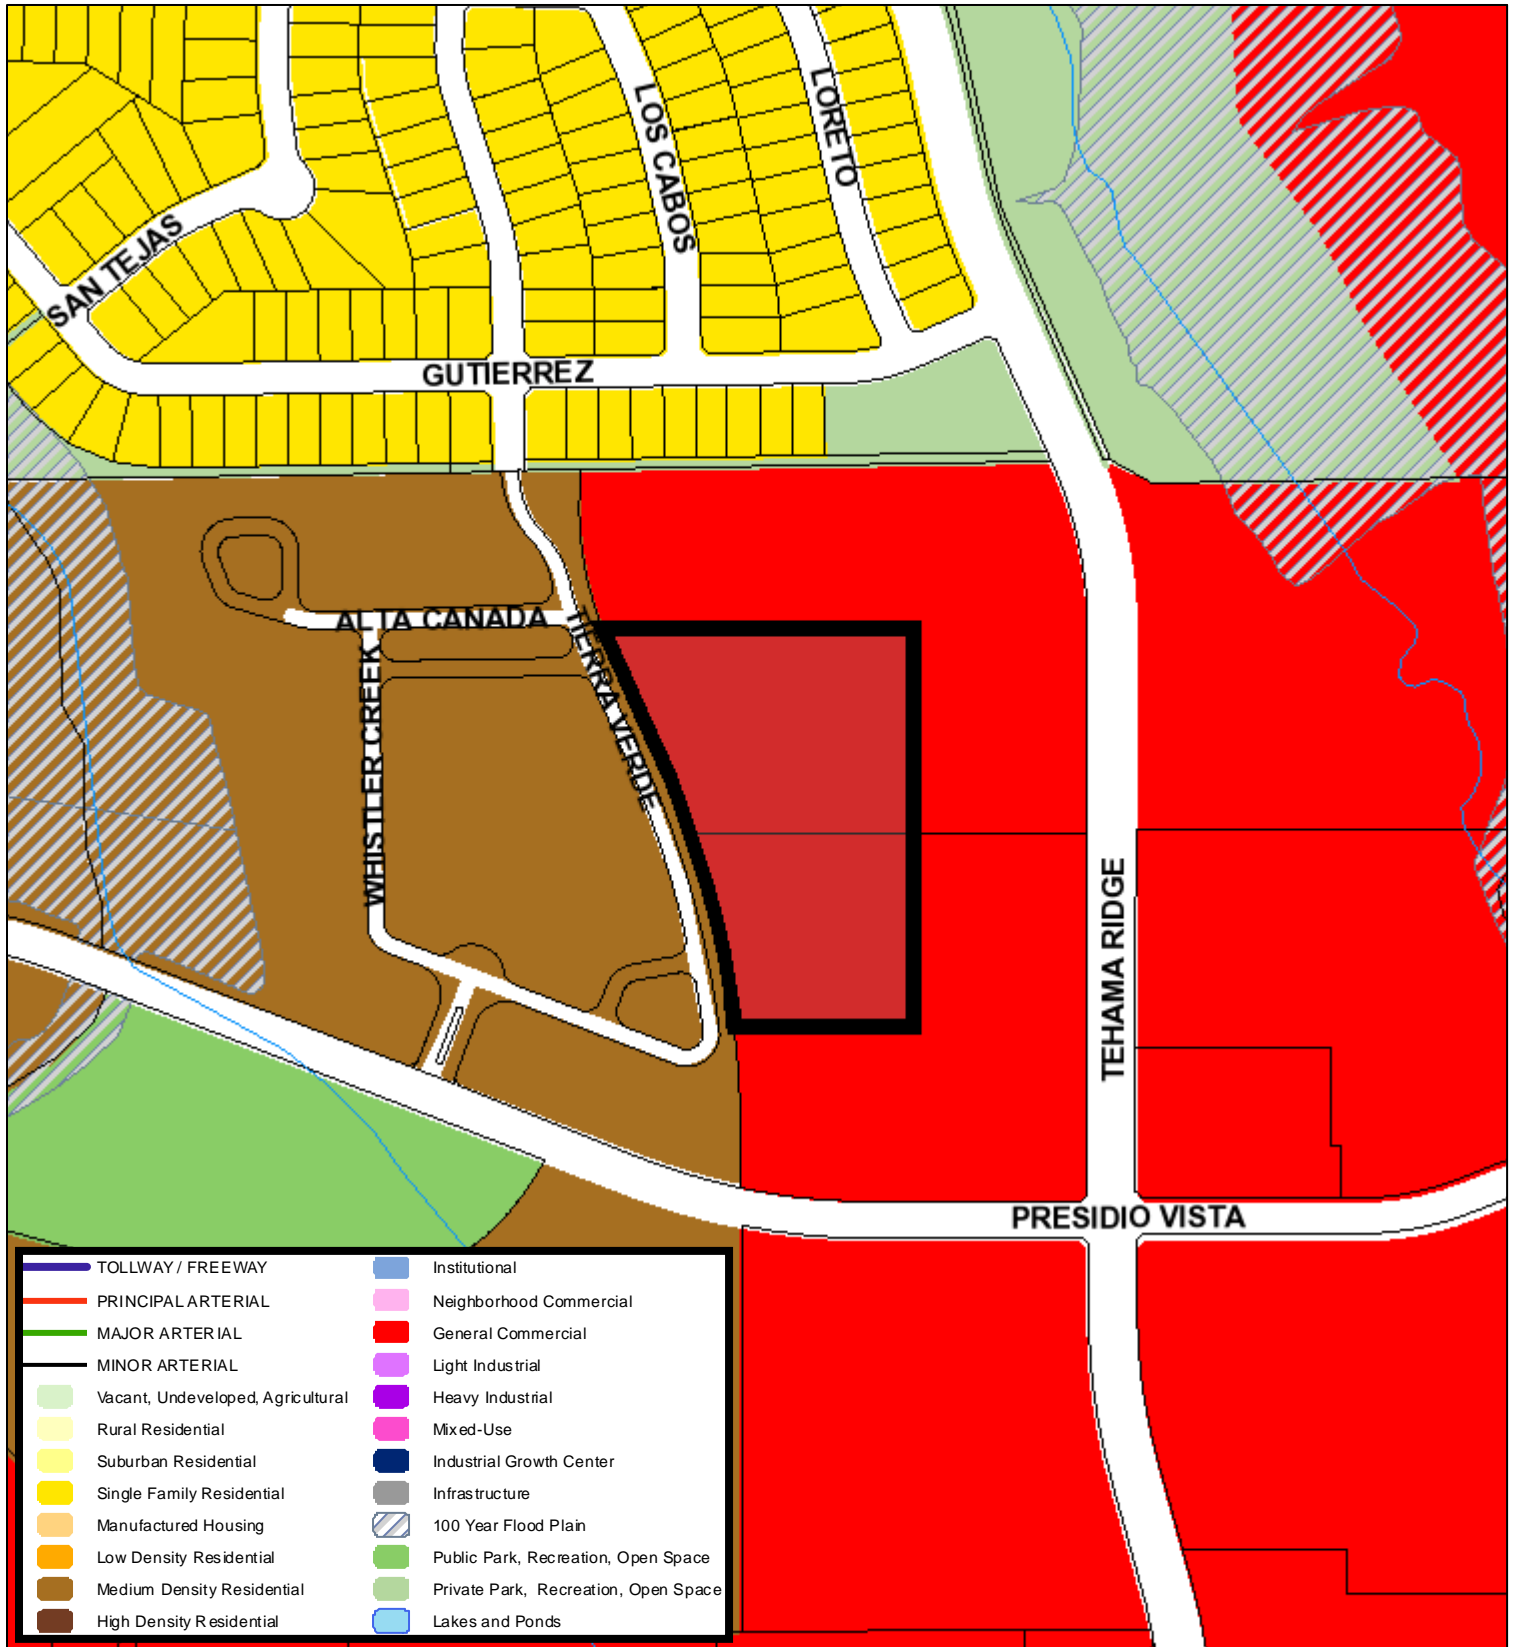 LOS CABOS
LORETO
SAN TEJAS
GUTIERREZ
ALTA CANADA
TIERRA VERDE
WHISTLER CREEK
TEHAMA RIDGE
PRESIDIO VISTA
TOLLWAY / FREEWAY
PRINCIPAL ARTERIAL
MAJOR ARTERIAL
MINOR ARTERIAL
Vacant, Undeveloped, Agricultural
Rural Residential
Suburban Residential
Single Family Residential
Manufactured Housing
Low Density Residential
Medium Density Residential
High Density Residential
Institutional
Neighborhood Commercial
General Commercial
Light Industrial
Heavy Industrial
Mixed-Use
Industrial Growth Center
Infrastructure
100 Year Flood Plain
Public Park, Recreation, Open Space
Private Park, Recreation, Open Space
Lakes and Ponds